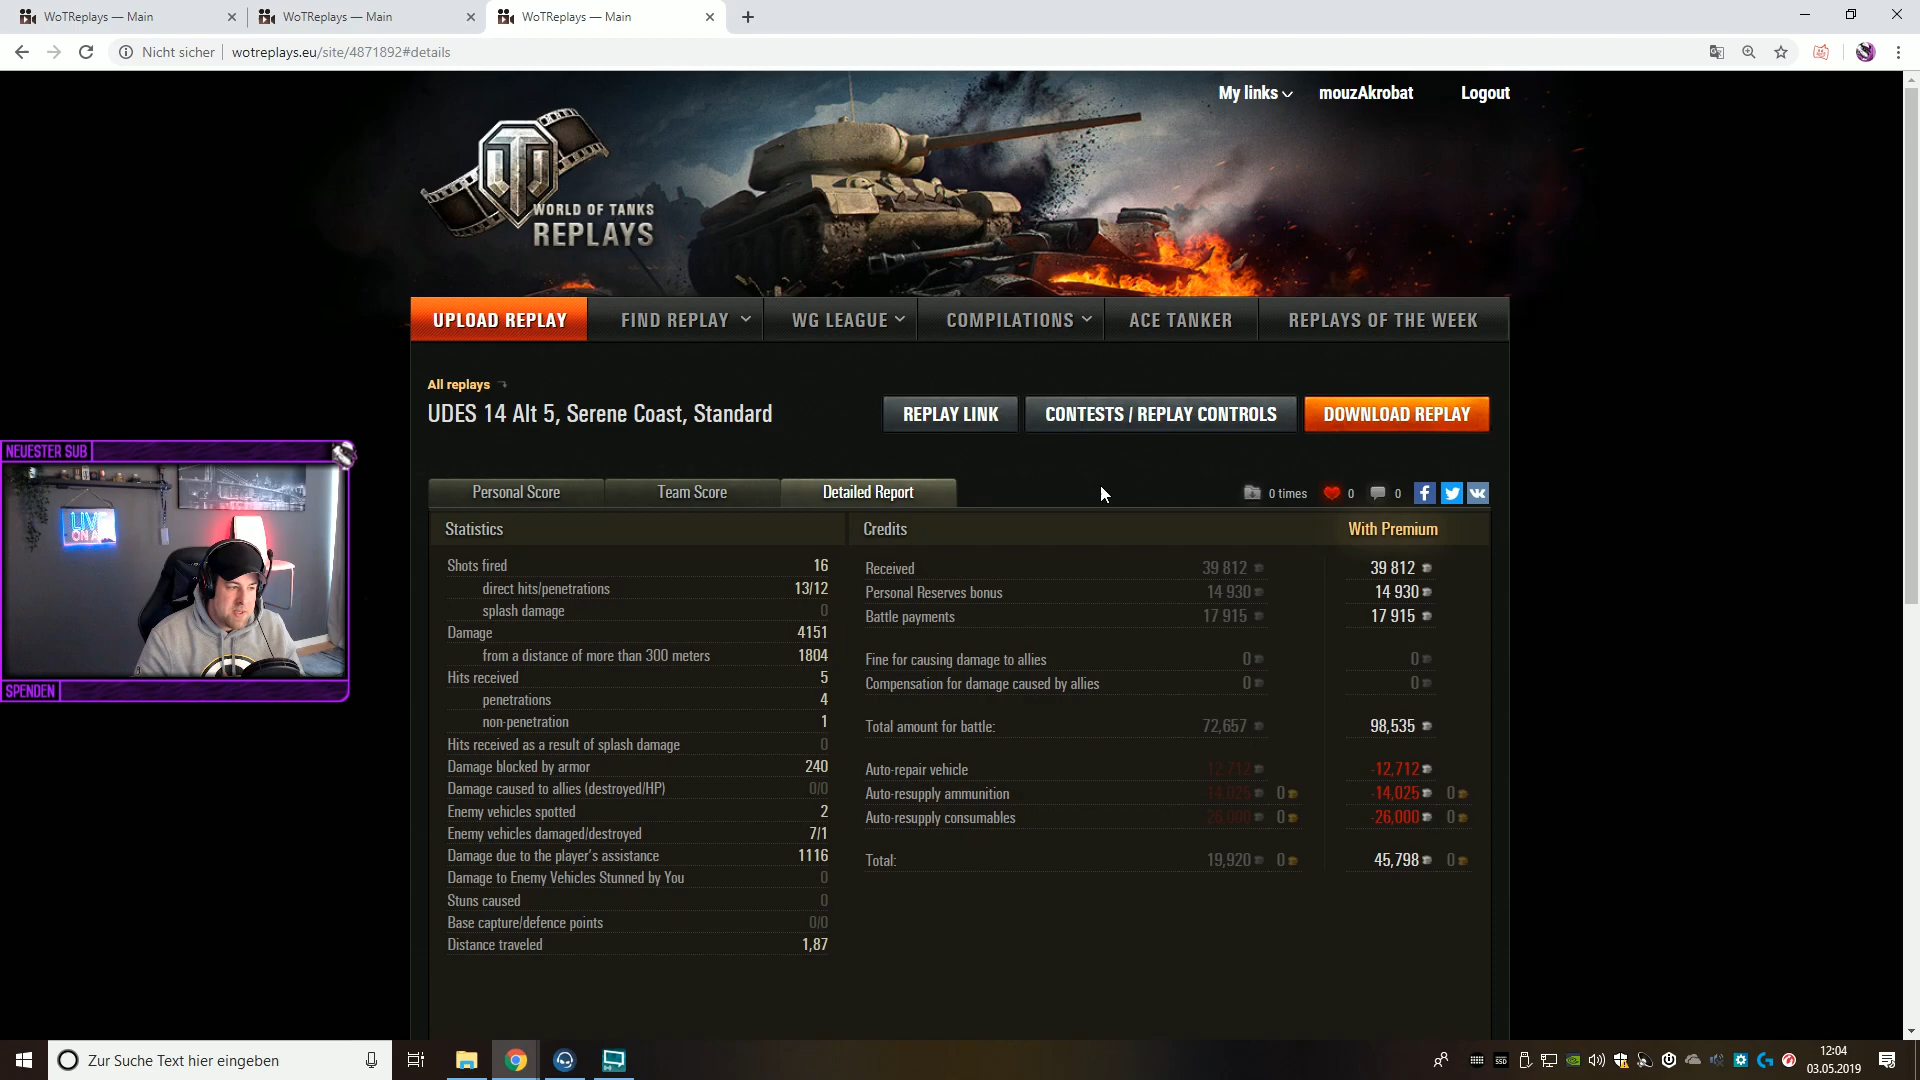 WoTReplays — Main
WoTReplays — Main
WoTReplays — Main
Nicht sicher
wotreplays.eu/site/4871892#details
My links
mouzAkrobat
Logout
WORLD OF TANKS
REPLAYS
UPLOAD REPLAY
FIND REPLAY
WG LEAGUE
COMPILATIONS
ACE TANKER
REPLAYS OF THE WEEK
All replays
UDES 14 Alt 5, Serene Coast, Standard
REPLAY LINK
CONTESTS / REPLAY CONTROLS
DOWNLOAD REPLAY
NEUESTER SUB
LIVE
ON A
SPENDEN
Personal Score
Team Score
Detailed Report
0 times
0
0
Statistics
Shots fired 16
direct hits/penetrations 13/12
splash damage 0
Damage 4151
from a distance of more than 300 meters 1804
Hits received 5
penetrations 4
non-penetration 1
Hits received as a result of splash damage 0
Damage blocked by armor 240
Damage caused to allies (destroyed/HP) 0/0
Enemy vehicles spotted 2
Enemy vehicles damaged/destroyed 7/1
Damage due to the player's assistance 1116
Damage to Enemy Vehicles Stunned by You 0
Stuns caused 0
Base capture/defence points 0/0
Distance traveled 1,87
Credits With Premium
Received 39 812 39 812
Personal Reserves bonus 14 930 14 930
Battle payments 17 915 17 915
Fine for causing damage to allies 0 0
Compensation for damage caused by allies 0 0
Total amount for battle: 72,657 98,535
Auto-repair vehicle 12,712 -12,712
Auto-resupply ammunition 14,025 0 -14,025 0
Auto-resupply consumables 26,000 0 -26,000 0
Total: 19,920 0 45,798 0
Zur Suche Text hier eingeben
SSD
12:04
03.05.2019